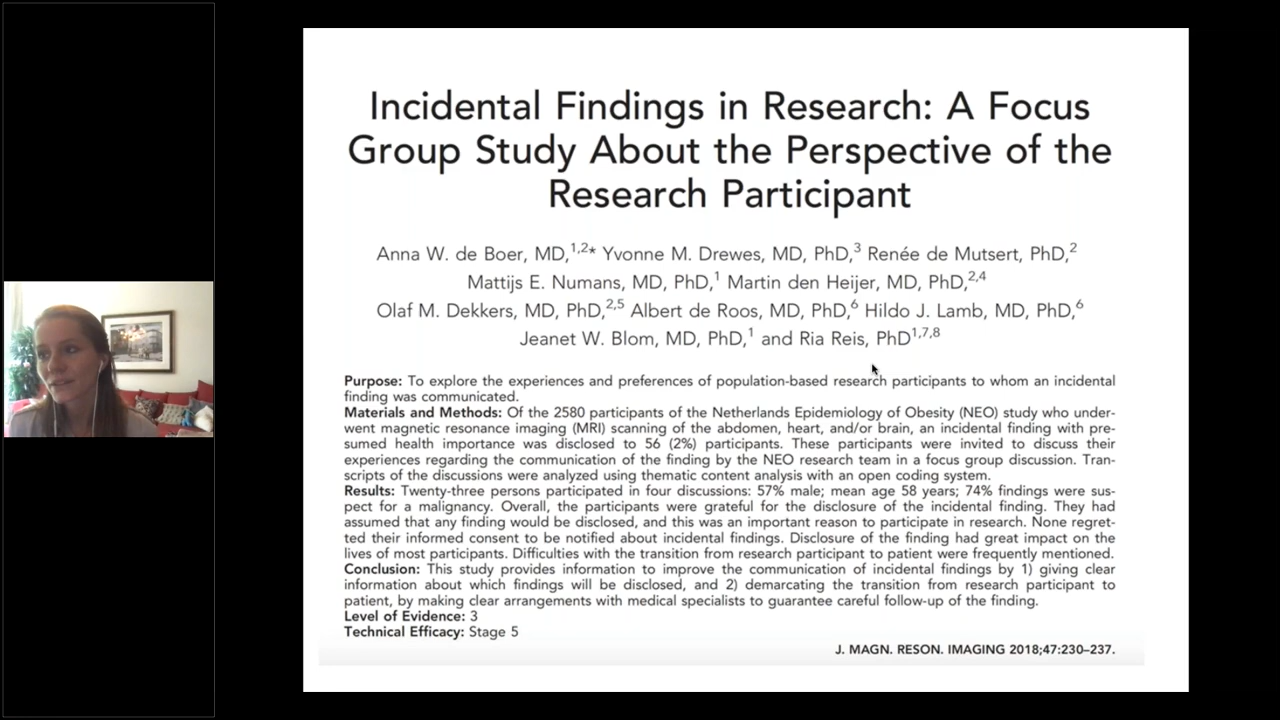 Incidental Findings in Research: A Focus
Group Study About the Perspective of the
Research Participant
Anna W. de Boer, MD,1,2* Yvonne M. Drewes, MD, PhD,3 Renée de Mutsert, PhD,2
Mattijs E. Numans, MD, PhD,1 Martin den Heijer, MD, PhD,2,4
Olaf M. Dekkers, MD, PhD,2,5 Albert de Roos, MD, PhD,6 Hildo J. Lamb, MD, PhD,6
Jeanet W. Blom, MD, PhD,1 and Ria Reis, PhD1,7,8
Purpose: To explore the experiences and preferences of population-based research participants to whom an incidental
finding was communicated.
Materials and Methods: Of the 2580 participants of the Netherlands Epidemiology of Obesity (NEO) study who under-
went magnetic resonance imaging (MRI) scanning of the abdomen, heart, and/or brain, an incidental finding with pre-
sumed health importance was disclosed to 56 (2%) participants. These participants were invited to discuss their
experiences regarding the communication of the finding by the NEO research team in a focus group discussion. Tran-
scripts of the discussions were analyzed using thematic content analysis with an open coding system.
Results: Twenty-three persons participated in four discussions: 57% male; mean age 58 years; 74% findings were sus-
pect for a malignancy. Overall, the participants were grateful for the disclosure of the incidental finding. They had
assumed that any finding would be disclosed, and this was an important reason to participate in research. None regret-
ted their informed consent to be notified about incidental findings. Disclosure of the finding had great impact on the
lives of most participants. Difficulties with the transition from research participant to patient were frequently mentioned.
Conclusion: This study provides information to improve the communication of incidental findings by 1) giving clear
information about which findings will be disclosed, and 2) demarcating the transition from research participant to
patient, by making clear arrangements with medical specialists to guarantee careful follow-up of the finding.
Level of Evidence: 3
Technical Efficacy: Stage 5
J. MAGN. RESON. IMAGING 2018;47:230–237.